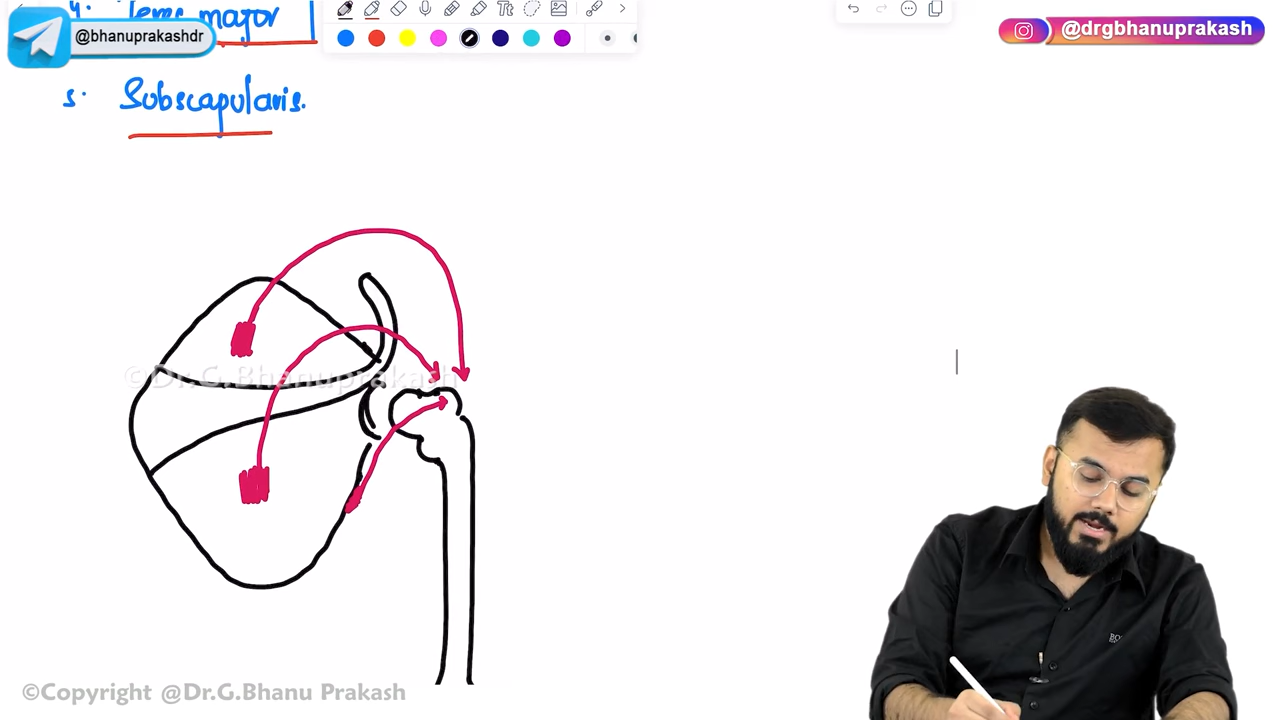 4. Teres major
@bhanuprakashdr
@drgbhanuprakash
5. Subscapularis.
©Dr.G.Bhanuprakash
©Copyright @Dr.G.Bhanu Prakash